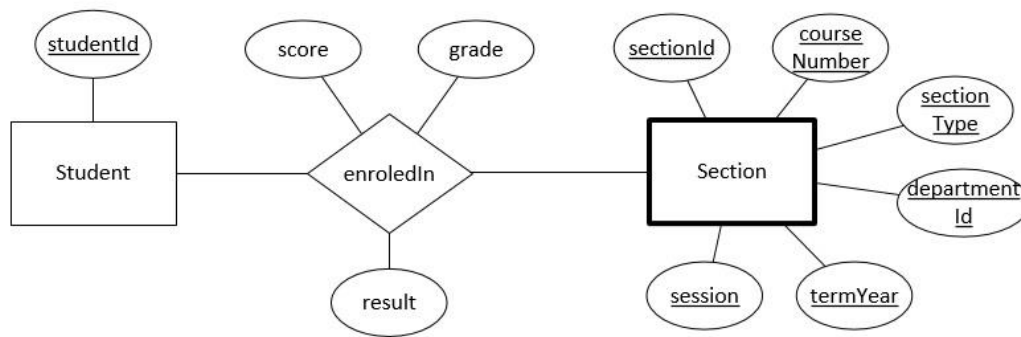 studentId
score
grade
sectionId
course
Number
section
Type
Student
enroledIn
Section
department
Id
result
session
termYear